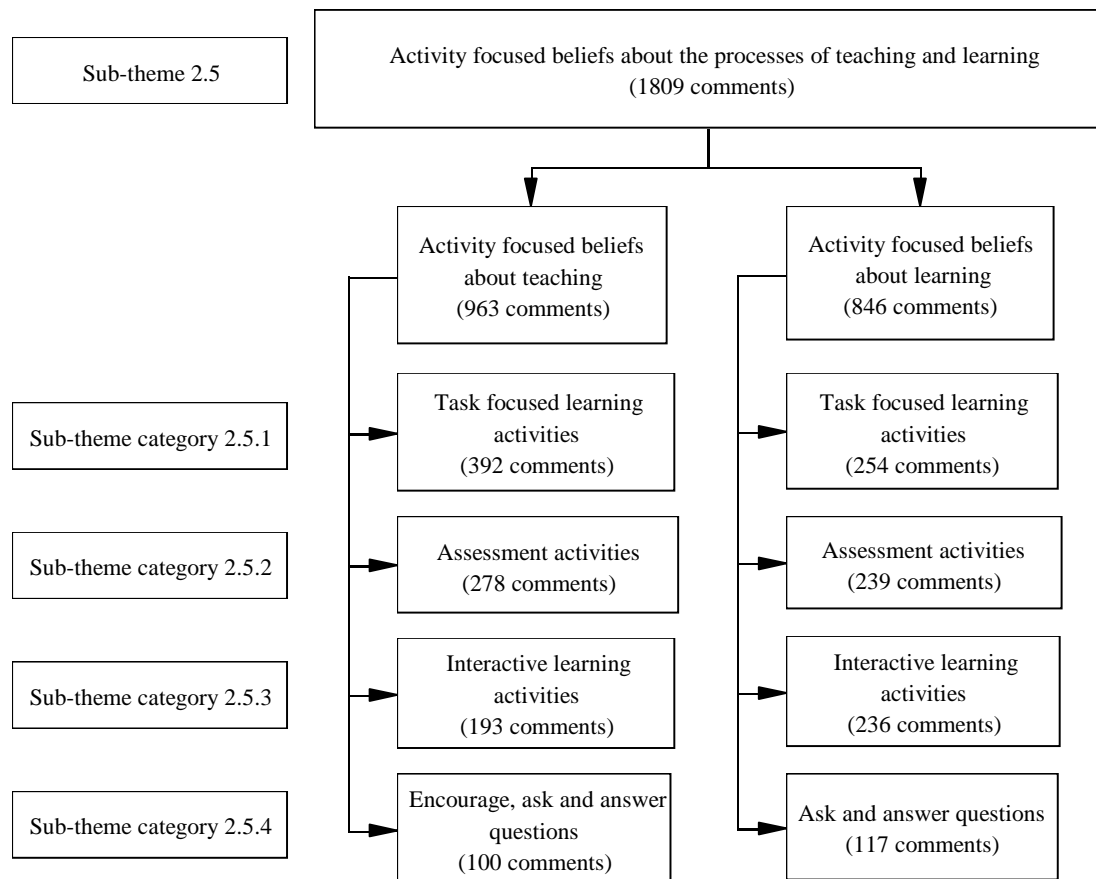 Sub-theme 2.5
Activity focused beliefs about the processes of teaching and learning
(1809 comments)
Activity focused beliefs
about teaching
(963 comments)
Activity focused beliefs
about learning
(846 comments)
Sub-theme category 2.5.1
Task focused learning
activities
(392 comments)
Task focused learning
activities
(254 comments)
Sub-theme category 2.5.2
Assessment activities
(278 comments)
Assessment activities
(239 comments)
Sub-theme category 2.5.3
Interactive learning
activities
(193 comments)
Interactive learning
activities
(236 comments)
Sub-theme category 2.5.4
Encourage, ask and answer
questions
(100 comments)
Ask and answer questions
(117 comments)